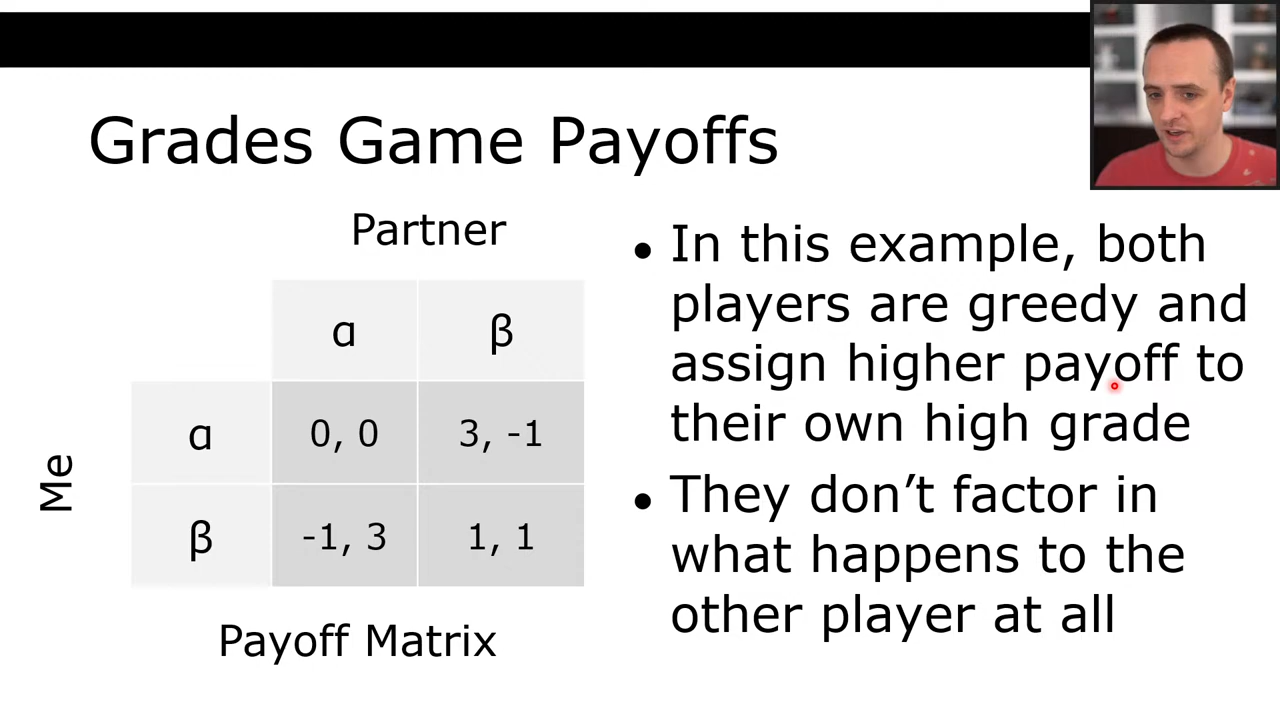 Grades Game Payoffs
Partner
α β
Me
α 0, 0 3, -1
β -1, 3 1, 1
Payoff Matrix
• In this example, both
players are greedy and
assign higher payoff to
their own high grade
• They don’t factor in
what happens to the
other player at all